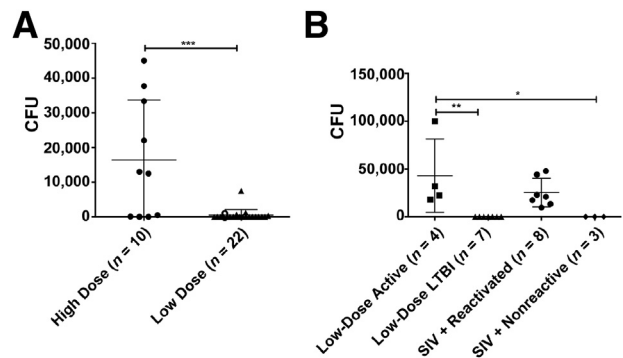 A
***
50,000
40,000
30,000
20,000
10,000
0
CFU
High Dose (n = 10)
Low Dose (n = 22)
B
*
**
150,000
100,000
50,000
0
CFU
Low-Dose Active (n = 4)
Low-Dose LTBI (n = 7)
SIV + Reactivated (n = 8)
SIV + Nonreactive (n = 3)